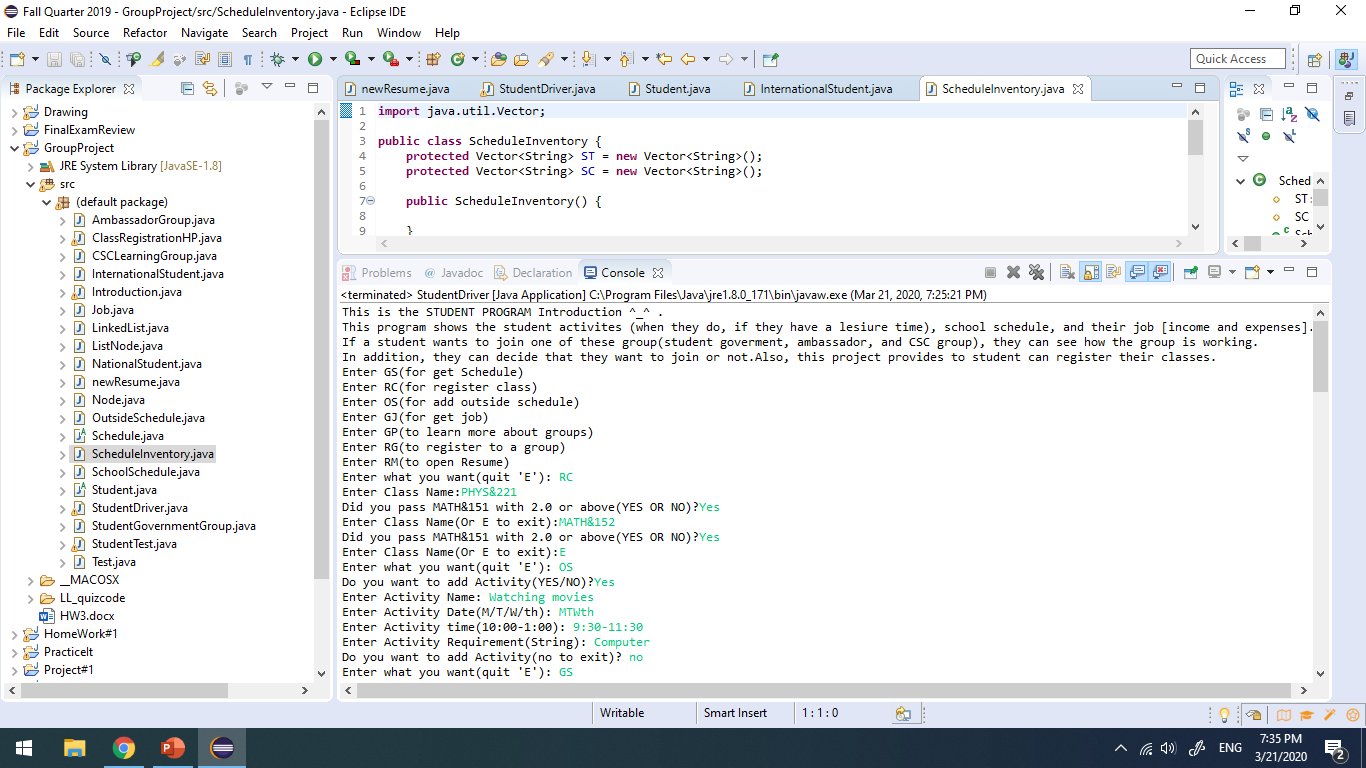 Fall Quarter 2019 - GroupProject/src/ScheduleInventory.java - Eclipse IDE
File Edit Source Refactor Navigate Search Project Run Window Help
Quick Access
Package Explorer
Drawing
FinalExamReview
GroupProject
JRE System Library [JavaSE-1.8]
src
(default package)
AmbassadorGroup.java
ClassRegistrationHP.java
CSCLearningGroup.java
InternationalStudent.java
Introduction.java
Job.java
LinkedList.java
ListNode.java
NationalStudent.java
newResume.java
Node.java
OutsideSchedule.java
Schedule.java
ScheduleInventory.java
SchoolSchedule.java
Student.java
StudentDriver.java
StudentGovernmentGroup.java
StudentTest.java
Test.java
__MACOSX
LL_quizcode
HW3.docx
HomeWork#1
PracticeIt
Project#1
newResume.java StudentDriver.java Student.java InternationalStudent.java ScheduleInventory.java
1 import java.util.Vector;
2
3 public class ScheduleInventory {
4 protected Vector<String> ST = new Vector<String>();
5 protected Vector<String> SC = new Vector<String>();
6
7 public ScheduleInventory() {
8
9 }
Sched
ST :
SC
Problems @ Javadoc Declaration Console
<terminated> StudentDriver [Java Application] C:\Program Files\Java\jre1.8.0_171\bin\javaw.exe (Mar 21, 2020, 7:25:21 PM)
This is the STUDENT PROGRAM Introduction ^_^ .
This program shows the student activites (when they do, if they have a lesiure time), school schedule, and their job [income and expenses].
If a student wants to join one of these group(student goverment, ambassador, and CSC group), they can see how the group is working.
In addition, they can decide that they want to join or not.Also, this project provides to student can register their classes.
Enter GS(for get Schedule)
Enter RC(for register class)
Enter OS(for add outside schedule)
Enter GJ(for get job)
Enter GP(to learn more about groups)
Enter RG(to register to a group)
Enter RM(to open Resume)
Enter what you want(quit 'E'): RC
Enter Class Name:PHYS&221
Did you pass MATH&151 with 2.0 or above(YES OR NO)?Yes
Enter Class Name(Or E to exit):MATH&152
Did you pass MATH&151 with 2.0 or above(YES OR NO)?Yes
Enter Class Name(Or E to exit):E
Enter what you want(quit 'E'): OS
Do you want to add Activity(YES/NO)?Yes
Enter Activity Name: Watching movies
Enter Activity Date(M/T/W/th): MTWth
Enter Activity time(10:00-1:00): 9:30-11:30
Enter Activity Requirement(String): Computer
Do you want to add Activity(no to exit)? no
Enter what you want(quit 'E'): GS
Writable Smart Insert 1 : 1 : 0
ENG
7:35 PM
3/21/2020
2